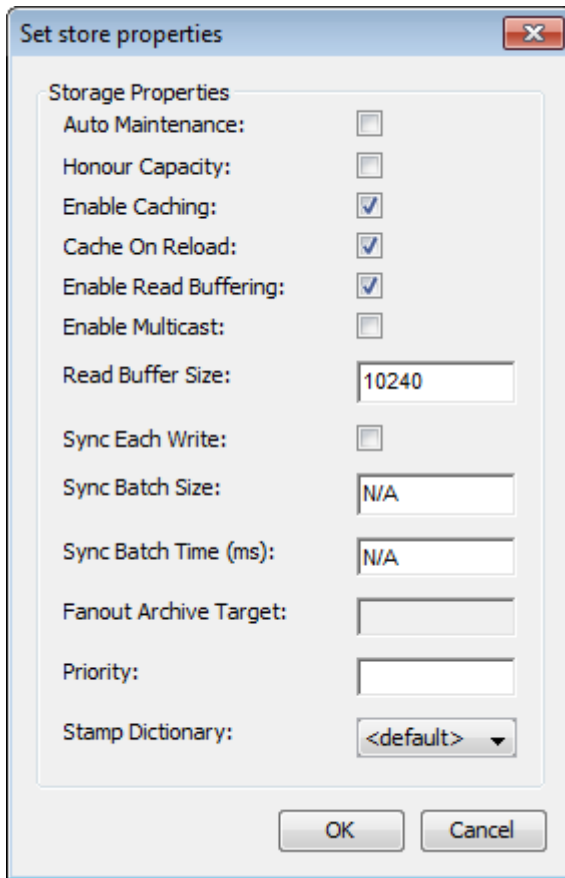 Set store properties
Storage Properties
Auto Maintenance:
Honour Capacity:
Enable Caching:
Cache On Reload:
Enable Read Buffering:
Enable Multicast:
Read Buffer Size: 10240
Sync Each Write:
Sync Batch Size: N/A
Sync Batch Time (ms): N/A
Fanout Archive Target:
Priority:
Stamp Dictionary: <default>
OK Cancel